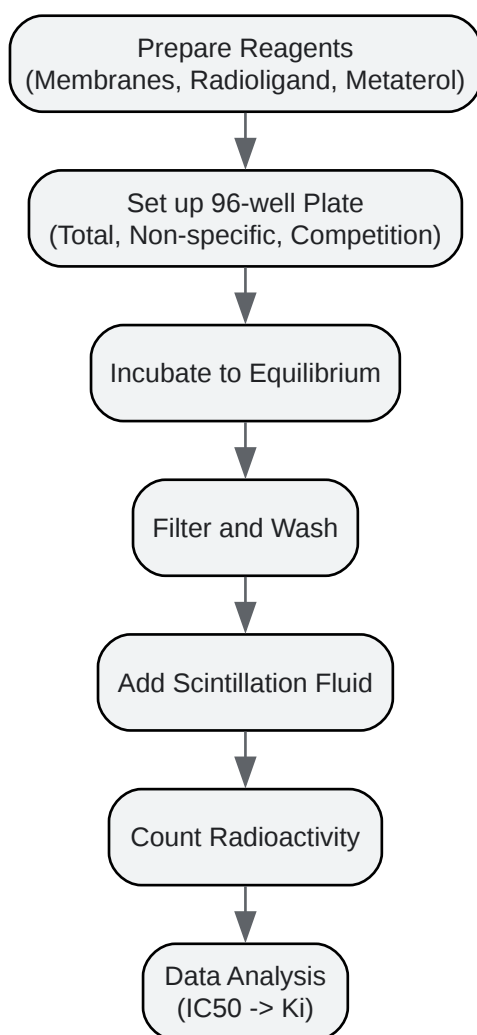 Prepare Reagents
(Membranes, Radioligand, Metaterol)
Set up 96-well Plate
(Total, Non-specific, Competition)
Incubate to Equilibrium
Filter and Wash
Add Scintillation Fluid
Count Radioactivity
Data Analysis
(IC50 -> Ki)